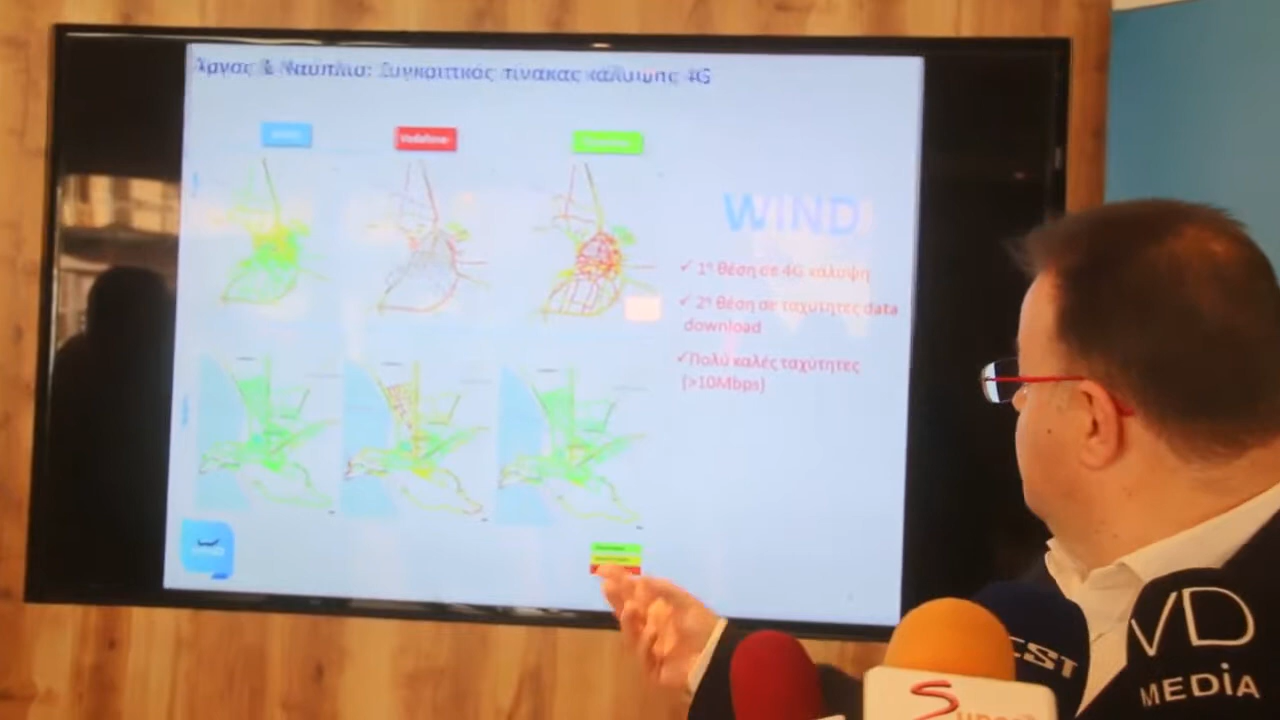 Άργος & Ναύπλιο: Συγκριτικός πίνακας κάλυψης 4G
Vodafone
WIND
✓ 1η θέση σε 4G κάλυψη
✓ 2η θέση σε ταχύτητες data
download
✓ Πολύ καλές ταχύτητες
(>10Mbps)
VD
MEDiA